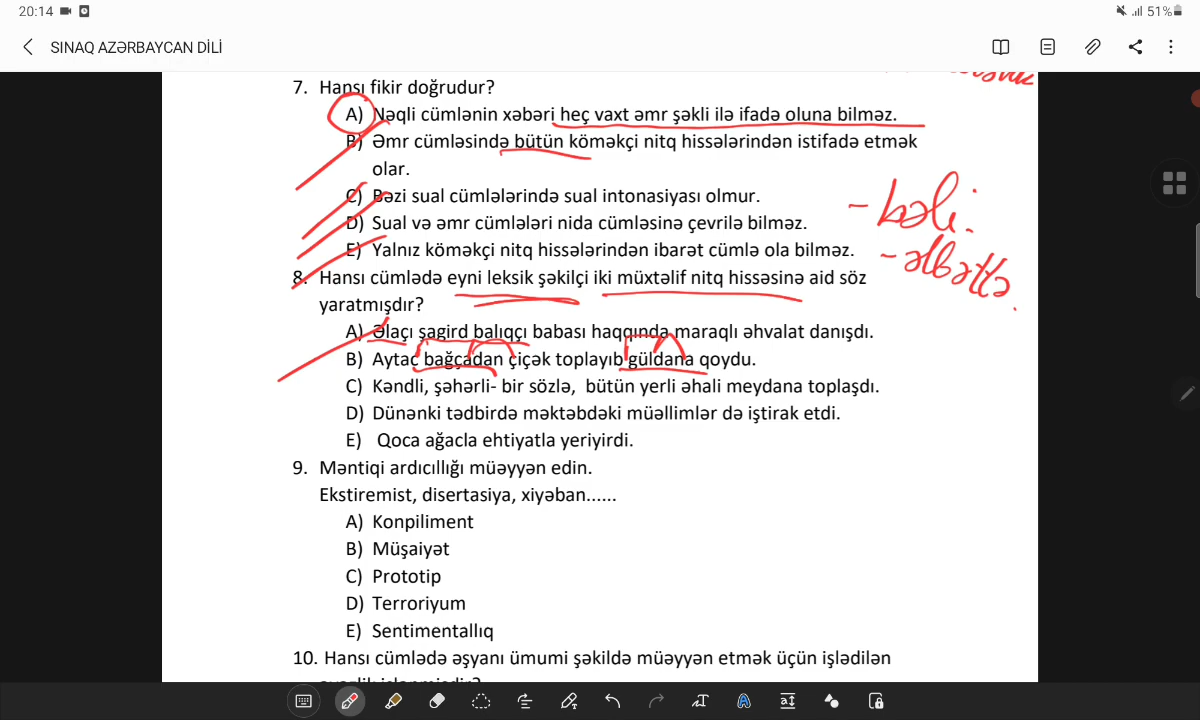 20:14
51%
SINAQ AZƏRBAYCAN DİLİ
7. Hansı fikir doğrudur?
A) Nəqli cümlənin xəbəri heç vaxt əmr şəkli ilə ifadə oluna bilməz.
B) Əmr cümləsində bütün köməkçi nitq hissələrindən istifadə etmək
olar.
C) Bəzi sual cümlələrində sual intonasiyası olmur.
D) Sual və əmr cümlələri nida cümləsinə çevrilə bilməz.
E) Yalnız köməkçi nitq hissələrindən ibarət cümlə ola bilməz.
- bəli.
- əlbəttə.
8. Hansı cümlədə eyni leksik şəkilçi iki müxtəlif nitq hissəsinə aid söz
yaratmışdır?
A) Əlaçı şagird balıqçı babası haqqında maraqlı əhvalat danışdı.
B) Aytac bağçadan çiçək toplayıb güldana qoydu.
C) Kəndli, şəhərli- bir sözlə, bütün yerli əhali meydana toplaşdı.
D) Dünənki tədbirdə məktəbdəki müəllimlər də iştirak etdi.
E) Qoca ağacla ehtiyatla yeriyirdi.
9. Məntiqi ardıcıllığı müəyyən edin.
Ekstiremist, disertasiya, xiyəban......
A) Konpiliment
B) Müşaiyət
C) Prototip
D) Terroriyum
E) Sentimentallıq
10. Hansı cümlədə əşyanı ümumi şəkildə müəyyən etmək üçün işlədilən